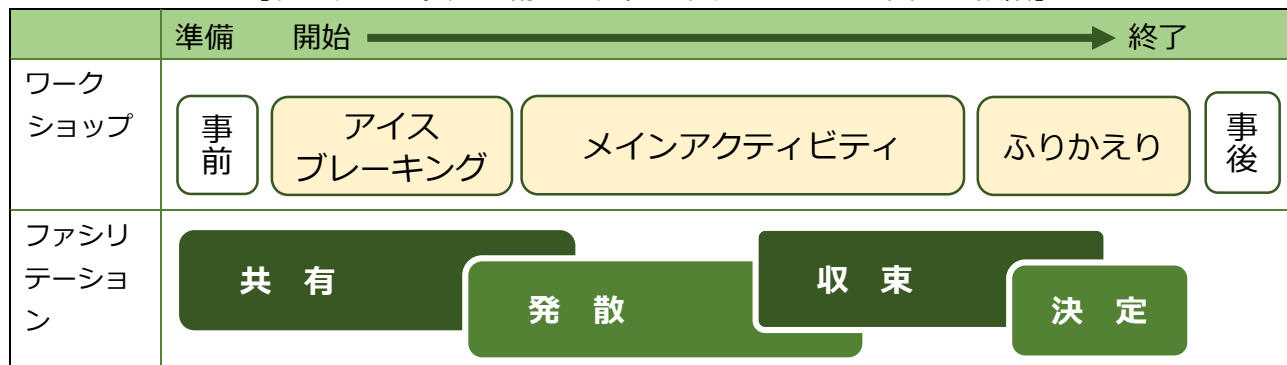 準備 開始 終了
ワーク
ショップ
事前
アイス
ブレーキング
メインアクティビティ
ふりかえり
事後
ファシリ
テーショ
ン
共 有
発 散
収 束
決 定